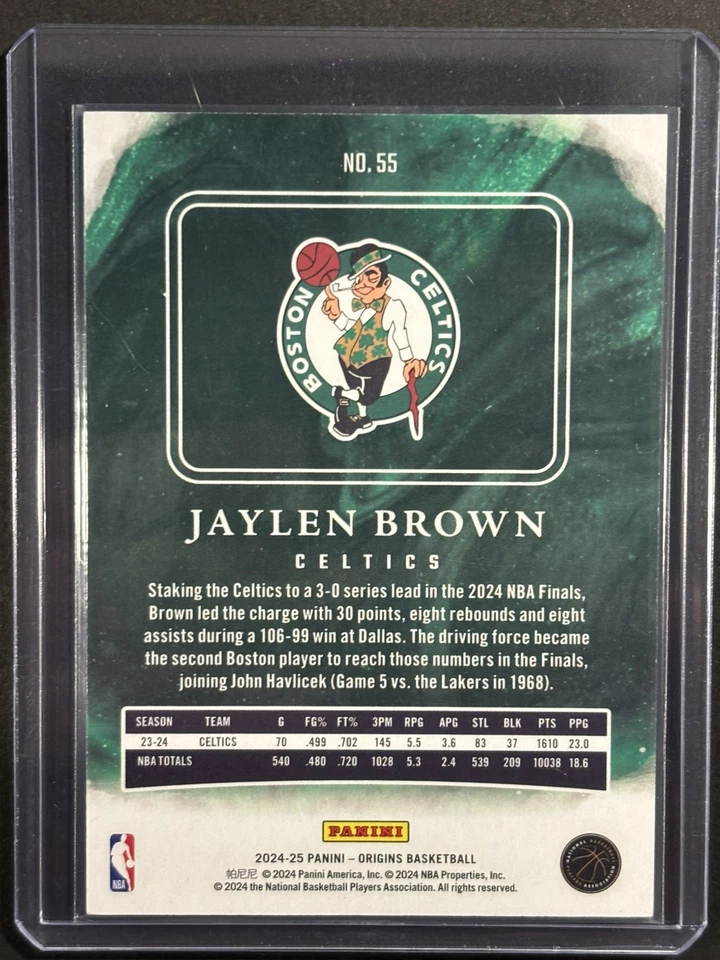 NO. 55
BOSTON CELTICS
JAYLEN BROWN
CELTICS
Staking the Celtics to a 3-0 series lead in the 2024 NBA Finals,
Brown led the charge with 30 points, eight rebounds and eight
assists during a 106-99 win at Dallas. The driving force became
the second Boston player to reach those numbers in the Finals,
joining John Havlicek (Game 5 vs. the Lakers in 1968).
SEASON TEAM G FG% FT% 3PM RPG APG STL BLK PTS PPG
23-24 CELTICS 70 .499 .702 145 5.5 3.6 83 37 1610 23.0
NBA TOTALS 540 .480 .720 1028 5.3 2.4 539 209 10038 18.6
PANINI
2024-25 PANINI – ORIGINS BASKETBALL
帕尼尼 © 2024 Panini America, Inc. © 2024 NBA Properties, Inc.
© 2024 the National Basketball Players Association. All rights reserved.
NBA
NATIONAL BASKETBALL PLAYERS ASSOCIATION